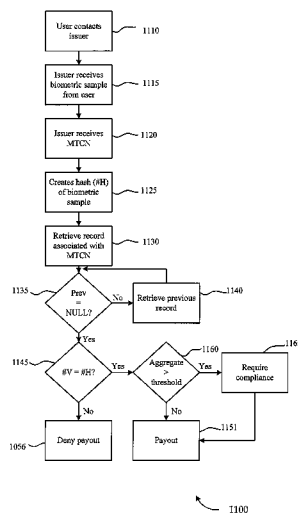 User contacts
issuer
1110
Issuer receives
biometric sample
from user
1115
Issuer receives
MTCN
1120
Creates hash (#H)
of biometric
sample
1125
Retrieve record
associated with
MTCN
1130
1135
Prev
=
NULL?
No
Retrieve previous
record
1140
Yes
1145
#V = #H?
Yes
Aggregate
>
threshold
1160
Yes
Require
compliance
116
No
No
1056
Deny payout
Payout
1151
1100